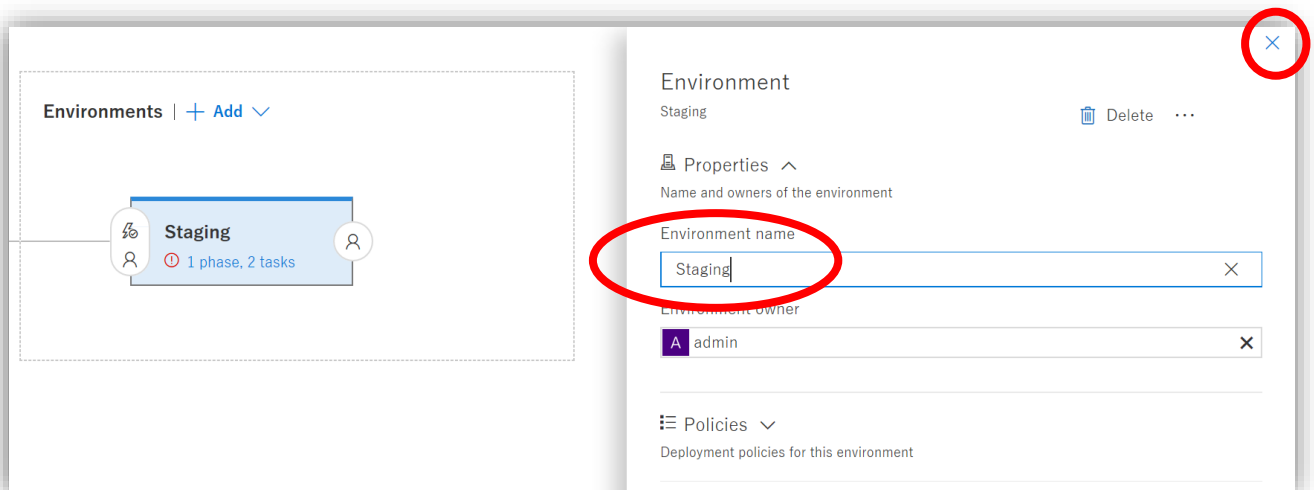 Environments | + Add
Staging
1 phase, 2 tasks
Environment
Staging
Delete ...
Properties
Name and owners of the environment
Environment name
Staging
Environment owner
A admin
Policies
Deployment policies for this environment